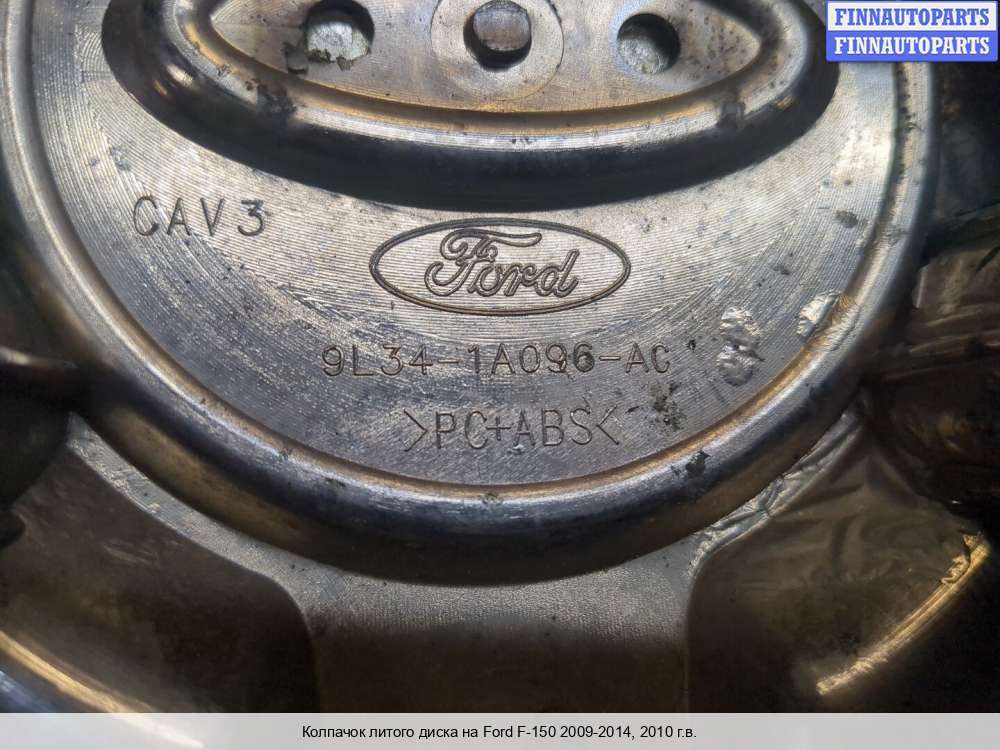 FINNAUTOPARTS
FINNAUTOPARTS
CAV3
Ford
9L34-1A096-AC
>PC+ABS<
Колпачок литого диска на Ford F-150 2009-2014, 2010 г.в.